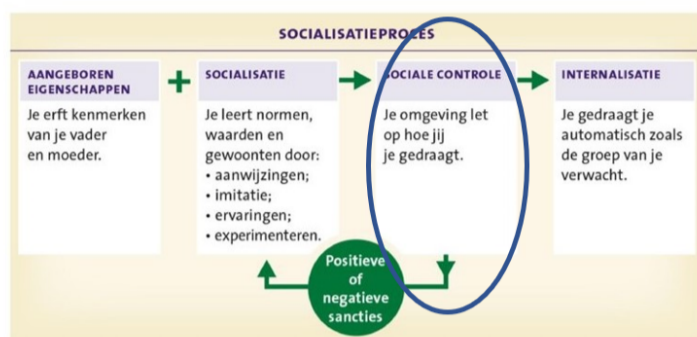 SOCIALISATIEPROCES
AANGEBOREN
EIGENSCHAPPEN
Je erft kenmerken
van je vader
en moeder.
+
SOCIALISATIE
Je leert normen,
waarden en
gewoonten door:
• aanwijzingen;
• imitatie;
• ervaringen;
• experimenteren.
SOCIALE CONTROLE
Je omgeving let
op hoe jij
je gedraagt.
INTERNALISATIE
Je gedraagt je
automatisch zoals
de groep van je
verwacht.
Positieve
of
negatieve
sancties